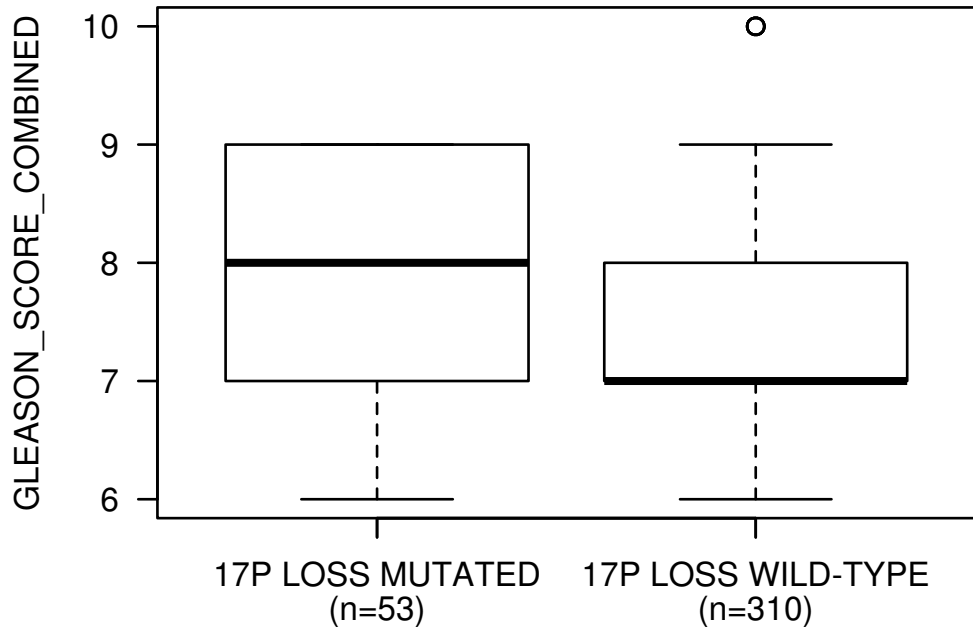 GLEASON_SCORE_COMBINED
10
9
8
7
6
17P LOSS MUTATED
(n=53)
17P LOSS WILD-TYPE
(n=310)